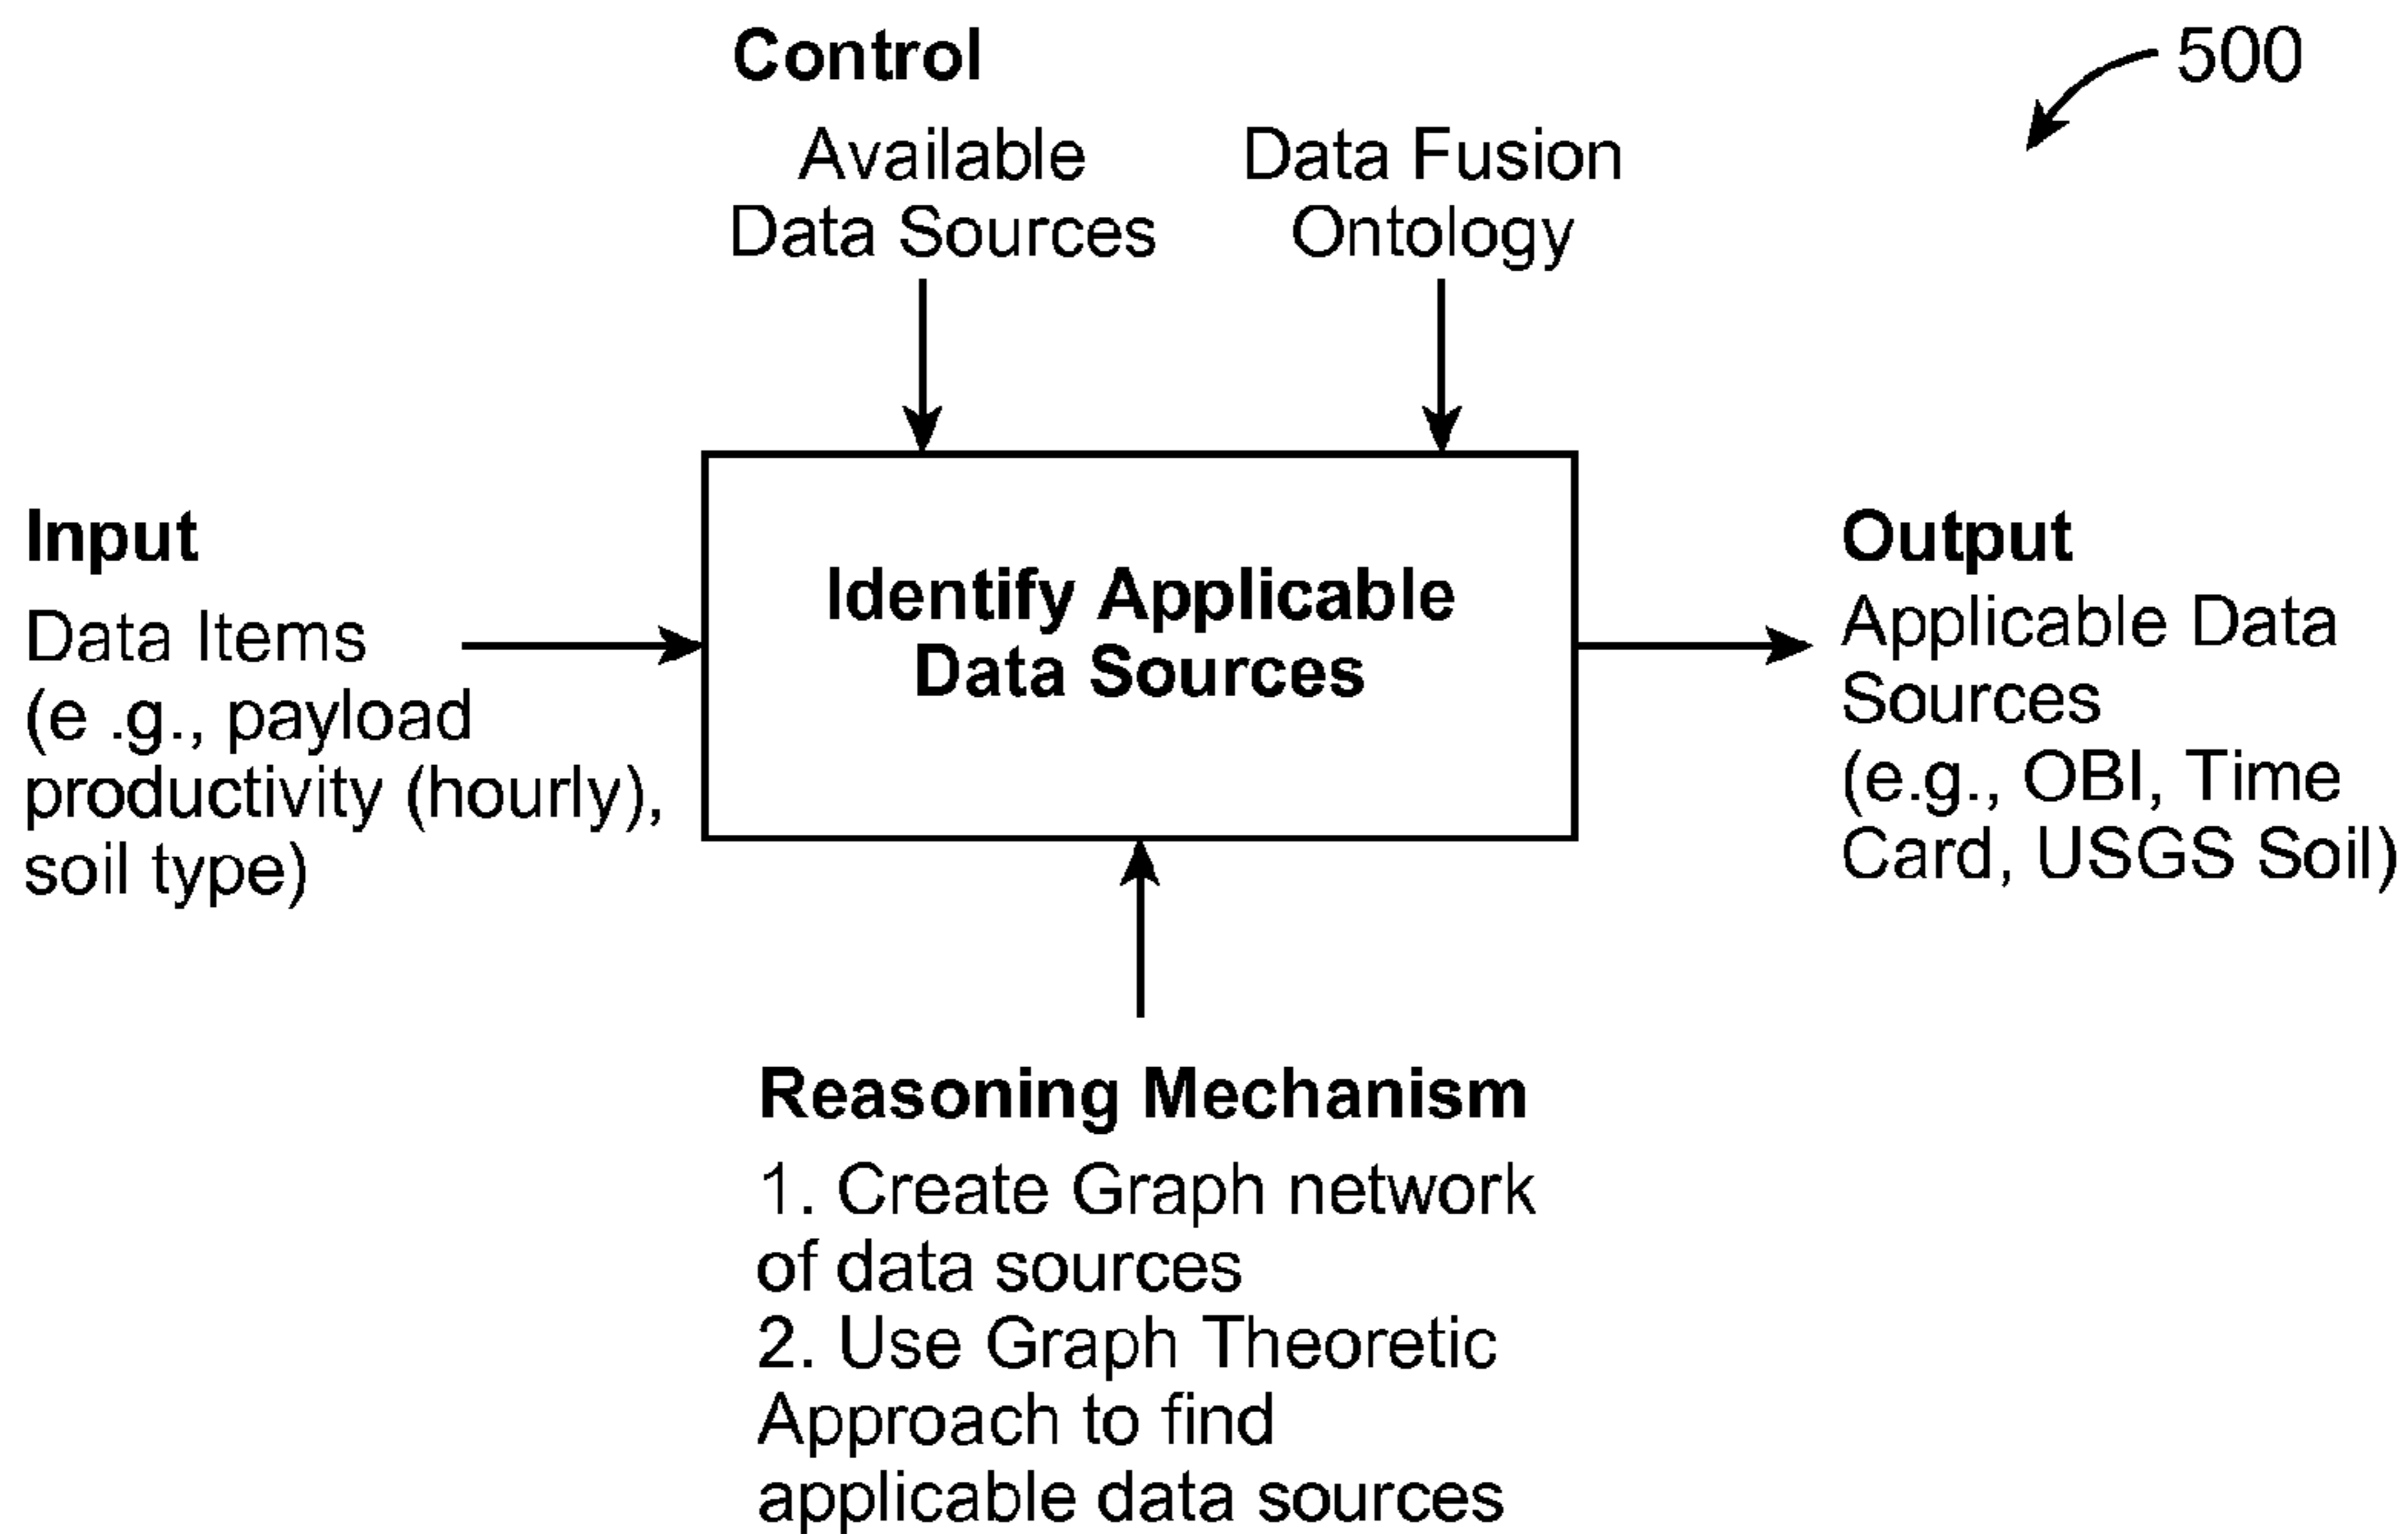 Control
500
Available
Data Sources
Data Fusion
Ontology
Input
Data Items
(e .g., payload
productivity (hourly),
soil type)
Identify Applicable
Data Sources
Output
Applicable Data
Sources
(e.g., OBI, Time
Card, USGS Soil)
Reasoning Mechanism
1. Create Graph network
of data sources
2. Use Graph Theoretic
Approach to find
applicable data sources